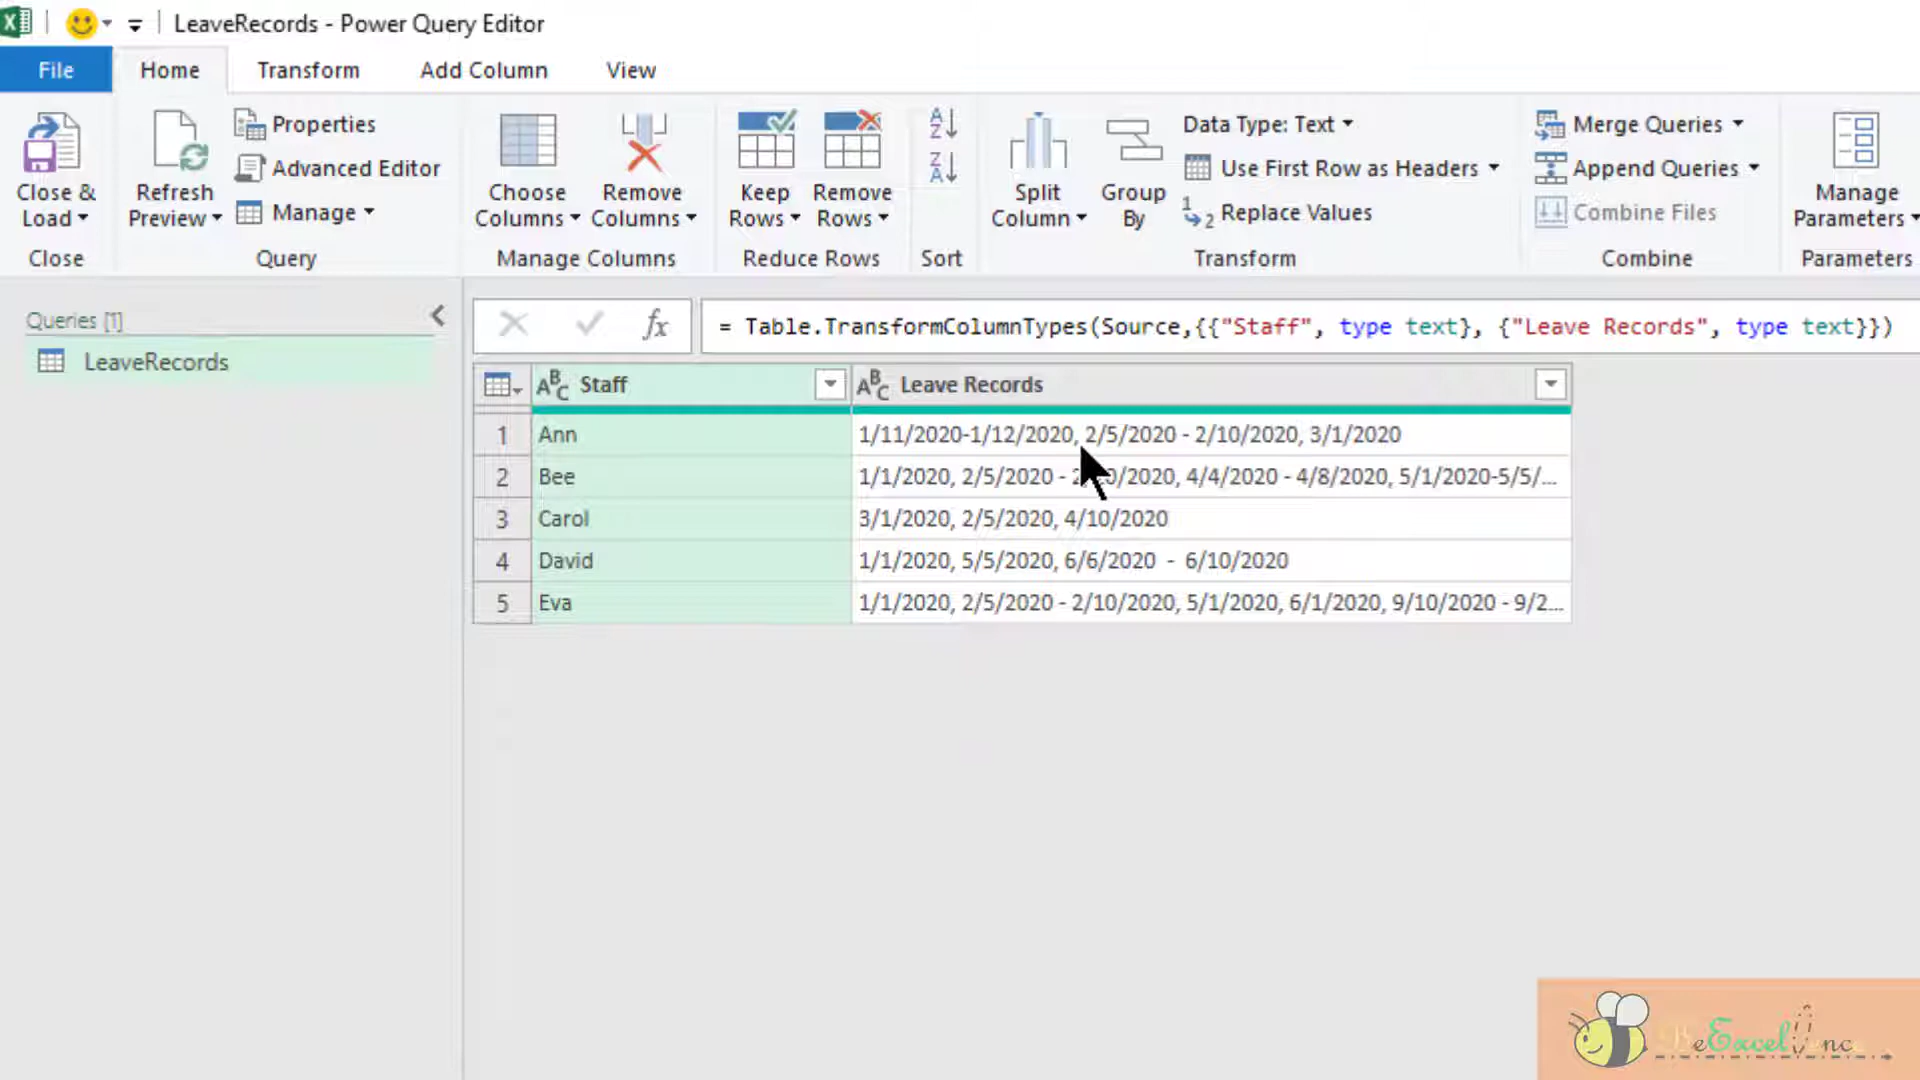 LeaveRecords - Power Query Editor
File Home Transform Add Column View
Close & Load
Refresh Preview
Properties
Advanced Editor
Manage
Choose Columns
Remove Columns
Keep Rows
Remove Rows
A Z
Z A
Split Column
Group By
Data Type: Text
Use First Row as Headers
1 2 Replace Values
Merge Queries
Append Queries
Combine Files
Manage Parameters
Close Query Manage Columns Reduce Rows Sort Transform Combine Parameters
Queries [1]
LeaveRecords
fx = Table.TransformColumnTypes(Source,{{"Staff", type text}, {"Leave Records", type text}})
ABC Staff ABC Leave Records
1 Ann 1/11/2020-1/12/2020, 2/5/2020 - 2/10/2020, 3/1/2020
2 Bee 1/1/2020, 2/5/2020 - 2/10/2020, 4/4/2020 - 4/8/2020, 5/1/2020-5/5/...
3 Carol 3/1/2020, 2/5/2020, 4/10/2020
4 David 1/1/2020, 5/5/2020, 6/6/2020 - 6/10/2020
5 Eva 1/1/2020, 2/5/2020 - 2/10/2020, 5/1/2020, 6/1/2020, 9/10/2020 - 9/2...